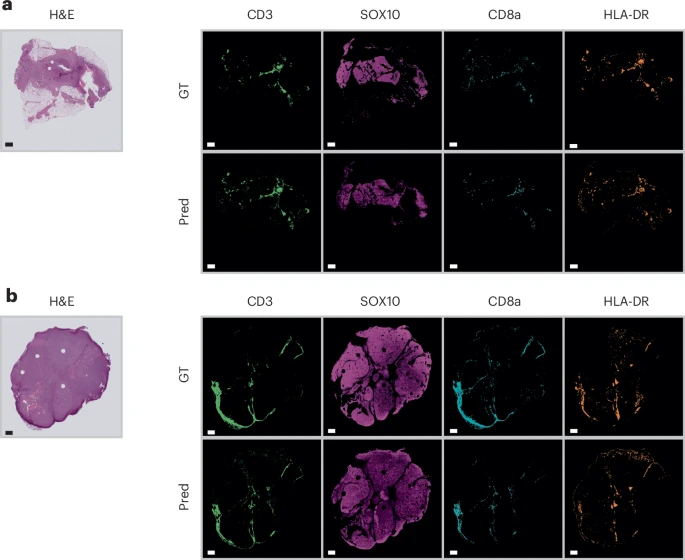 a
H&E
CD3 SOX10 CD8a HLA-DR
GT
Pred
b
H&E
CD3 SOX10 CD8a HLA-DR
GT
Pred